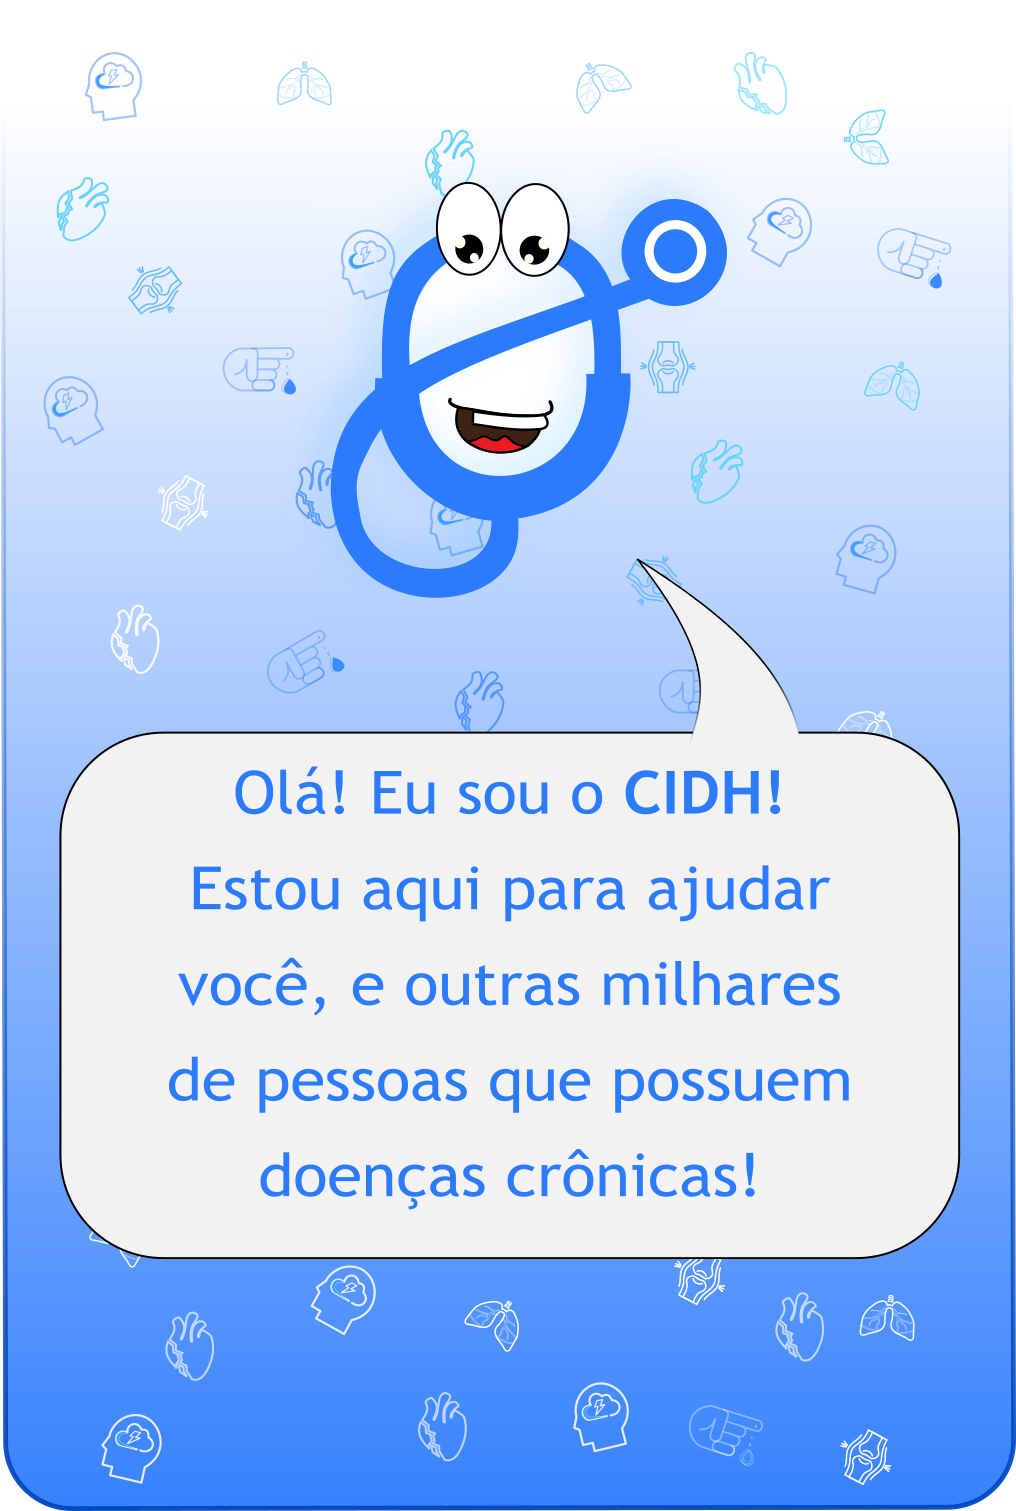 Olá! Eu sou o CIDH!
Estou aqui para ajudar
você, e outras milhares
de pessoas que possuem
doenças crônicas!